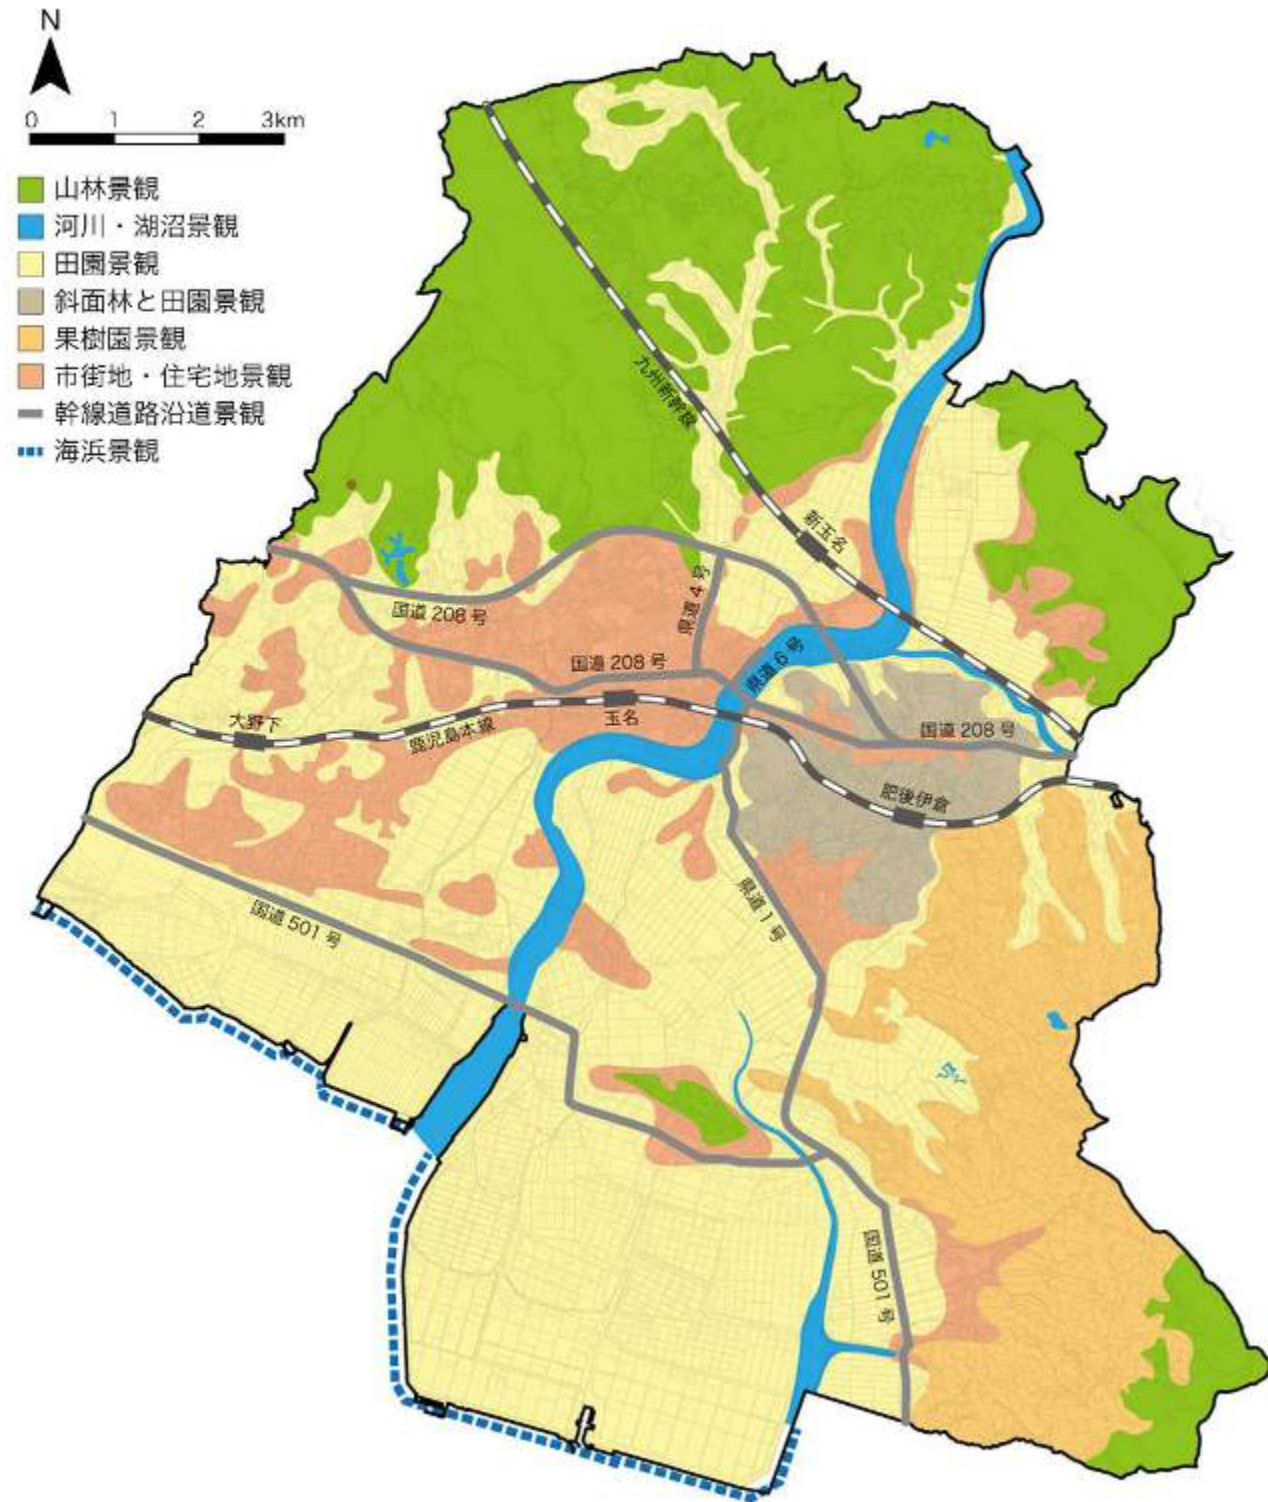 N
0 1 2 3km
山林景観
河川・湖沼景観
田園景観
斜面林と田園景観
果樹園景観
市街地・住宅地景観
幹線道路沿道景観
海浜景観
九州新幹線
新玉名
国道 208 号
県道 4 号
国道 208 号
県道 6 号
大野下
鹿児島本線
玉名
国道 208 号
肥後伊倉
県道 1 号
国道 501 号
国道 501 号